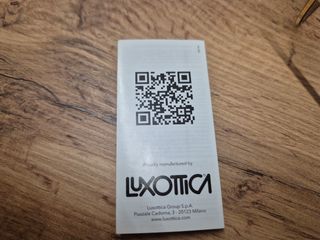 Proudly manufactured by
LUXOTTICA
Luxottica Group S.p.A.
Piazzale Cadorna, 3 - 20123 Milano
www.luxottica.com